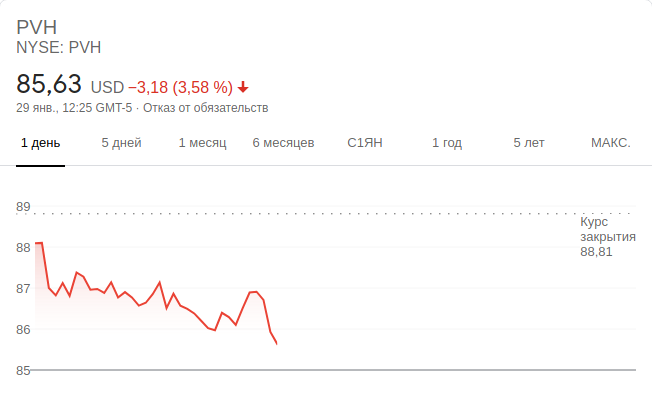 PVH
NYSE: PVH
85,63 USD −3,18 (3,58 %)
29 янв., 12:25 GMT-5 · Отказ от обязательств
1 день 5 дней 1 месяц 6 месяцев С1ЯН 1 год 5 лет МАКС.
89
Курс
закрытия
88,81
88
87
86
85